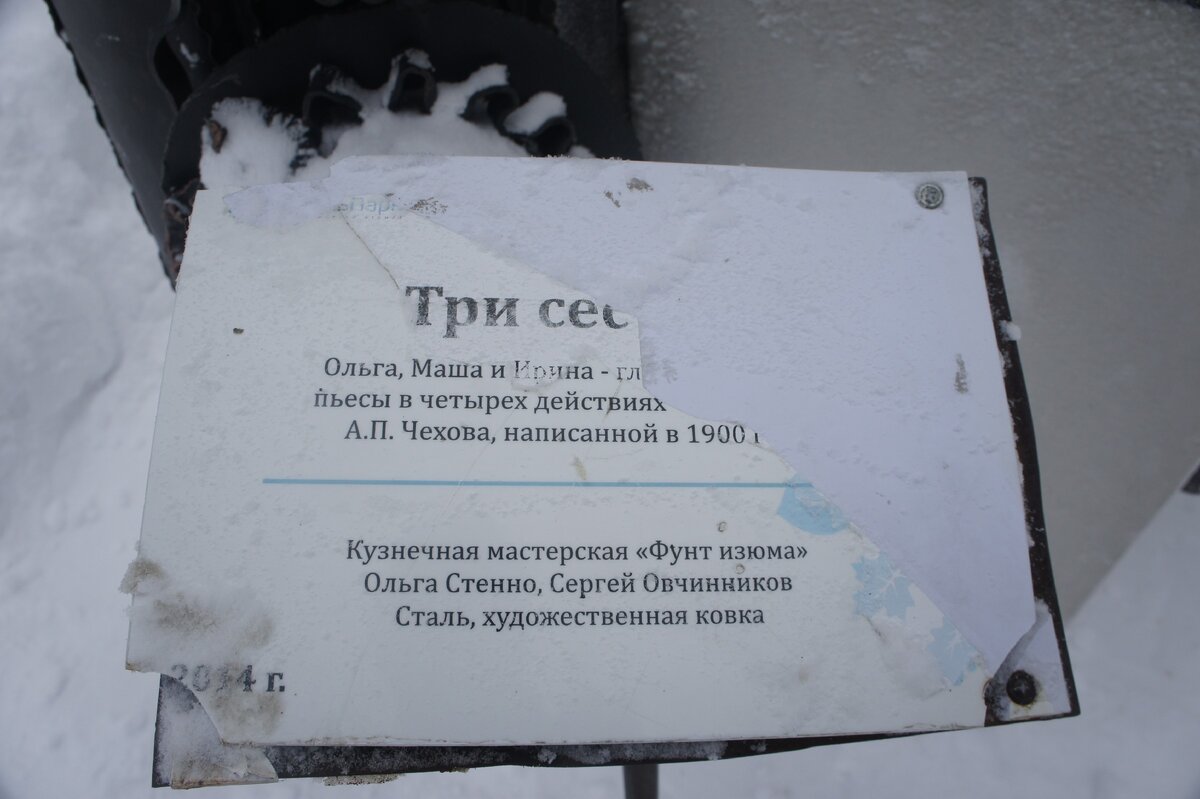 Три сес
Ольга, Маша и Ирина - гл
пьесы в четырех действиях
А.П. Чехова, написанной в 1900 г
Кузнечная мастерская «Фунт изюма»
Ольга Стенно, Сергей Овчинников
Сталь, художественная ковка
2014 г.